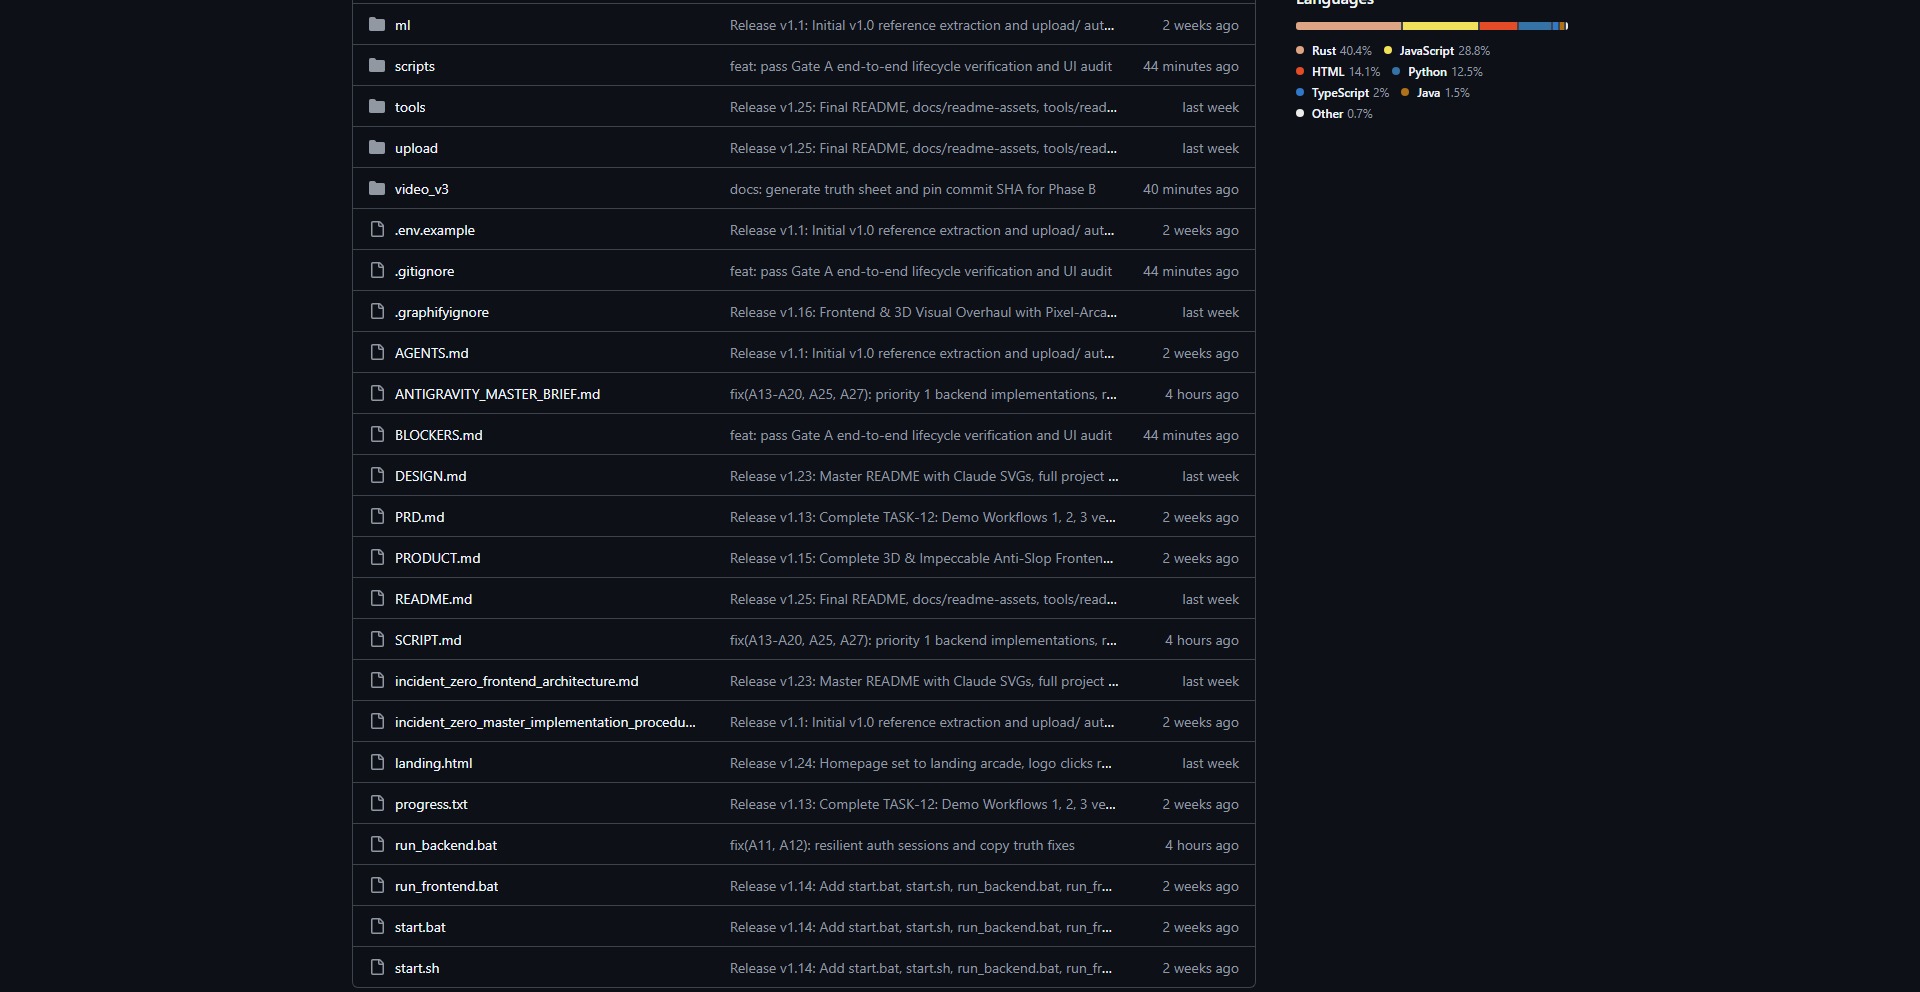 Languages
ml Release v1.1: Initial v1.0 reference extraction and upload/ aut... 2 weeks ago
Rust 40.4% JavaScript 28.8%
scripts feat: pass Gate A end-to-end lifecycle verification and UI audit 44 minutes ago
HTML 14.1% Python 12.5%
TypeScript 2% Java 1.5%
tools Release v1.25: Final README, docs/readme-assets, tools/read... last week
Other 0.7%
upload Release v1.25: Final README, docs/readme-assets, tools/read... last week
video_v3 docs: generate truth sheet and pin commit SHA for Phase B 40 minutes ago
.env.example Release v1.1: Initial v1.0 reference extraction and upload/ aut... 2 weeks ago
.gitignore feat: pass Gate A end-to-end lifecycle verification and UI audit 44 minutes ago
.graphifyignore Release v1.16: Frontend & 3D Visual Overhaul with Pixel-Arca... last week
AGENTS.md Release v1.1: Initial v1.0 reference extraction and upload/ aut... 2 weeks ago
ANTIGRAVITY_MASTER_BRIEF.md fix(A13-A20, A25, A27): priority 1 backend implementations, r... 4 hours ago
BLOCKERS.md feat: pass Gate A end-to-end lifecycle verification and UI audit 44 minutes ago
DESIGN.md Release v1.23: Master README with Claude SVGs, full project ... last week
PRD.md Release v1.13: Complete TASK-12: Demo Workflows 1, 2, 3 ve... 2 weeks ago
PRODUCT.md Release v1.15: Complete 3D & Impeccable Anti-Slop Fronten... 2 weeks ago
README.md Release v1.25: Final README, docs/readme-assets, tools/read... last week
SCRIPT.md fix(A13-A20, A25, A27): priority 1 backend implementations, r... 4 hours ago
incident_zero_frontend_architecture.md Release v1.23: Master README with Claude SVGs, full project ... last week
incident_zero_master_implementation_procedu... Release v1.1: Initial v1.0 reference extraction and upload/ aut... 2 weeks ago
landing.html Release v1.24: Homepage set to landing arcade, logo clicks r... last week
progress.txt Release v1.13: Complete TASK-12: Demo Workflows 1, 2, 3 ve... 2 weeks ago
run_backend.bat fix(A11, A12): resilient auth sessions and copy truth fixes 4 hours ago
run_frontend.bat Release v1.14: Add start.bat, start.sh, run_backend.bat, run_fr... 2 weeks ago
start.bat Release v1.14: Add start.bat, start.sh, run_backend.bat, run_fr... 2 weeks ago
start.sh Release v1.14: Add start.bat, start.sh, run_backend.bat, run_fr... 2 weeks ago